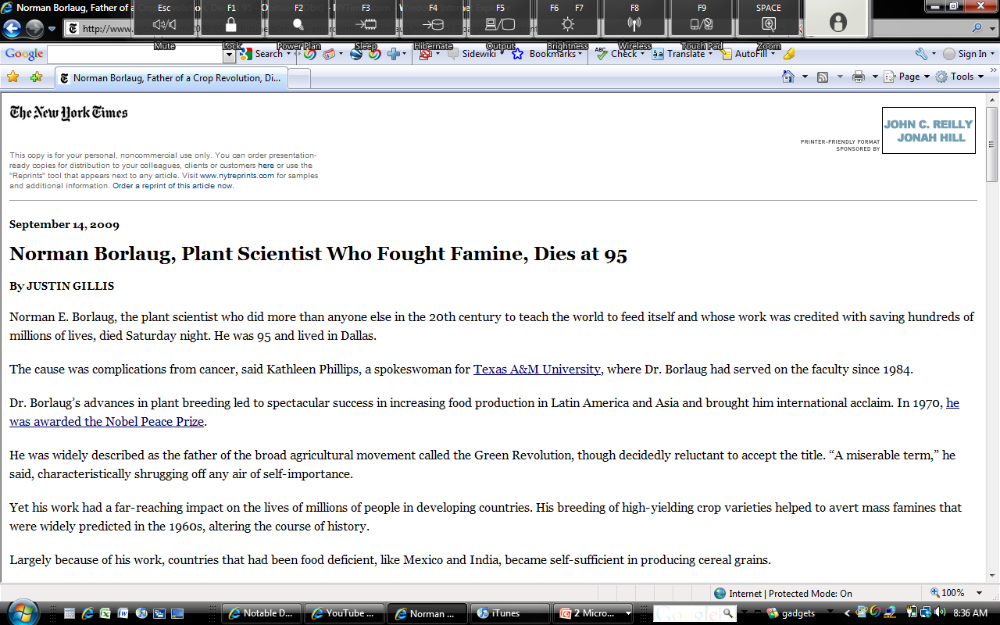 Norman Borlaug, Father of a
Esc F1 F2 F3 F4 F5 F6 F7 F8 F9 SPACE
Mute Lock Power Plan Sleep Hibernate Output Brightness Wireless Touch Pad Zoom
http://www.
Google Search Sidewiki Bookmarks Check Translate AutoFill Sign In
Norman Borlaug, Father of a Crop Revolution, Di... Page Tools
The New York Times
JOHN C. REILLY
JONAH HILL
PRINTER-FRIENDLY FORMAT
SPONSORED BY
This copy is for your personal, noncommercial use only. You can order presentation-
ready copies for distribution to your colleagues, clients or customers here or use the
"Reprints" tool that appears next to any article. Visit www.nytreprints.com for samples
and additional information. Order a reprint of this article now.
September 14, 2009
Norman Borlaug, Plant Scientist Who Fought Famine, Dies at 95
By JUSTIN GILLIS
Norman E. Borlaug, the plant scientist who did more than anyone else in the 20th century to teach the world to feed itself and whose work was credited with saving hundreds of
millions of lives, died Saturday night. He was 95 and lived in Dallas.
The cause was complications from cancer, said Kathleen Phillips, a spokeswoman for Texas A&M University, where Dr. Borlaug had served on the faculty since 1984.
Dr. Borlaug’s advances in plant breeding led to spectacular success in increasing food production in Latin America and Asia and brought him international acclaim. In 1970, he
was awarded the Nobel Peace Prize.
He was widely described as the father of the broad agricultural movement called the Green Revolution, though decidedly reluctant to accept the title. “A miserable term,” he
said, characteristically shrugging off any air of self-importance.
Yet his work had a far-reaching impact on the lives of millions of people in developing countries. His breeding of high-yielding crop varieties helped to avert mass famines that
were widely predicted in the 1960s, altering the course of history.
Largely because of his work, countries that had been food deficient, like Mexico and India, became self-sufficient in producing cereal grains.
Internet | Protected Mode: On 100%
Notable D... YouTube ... Norman ... iTunes 2 Micro... Google gadgets 8:36 AM